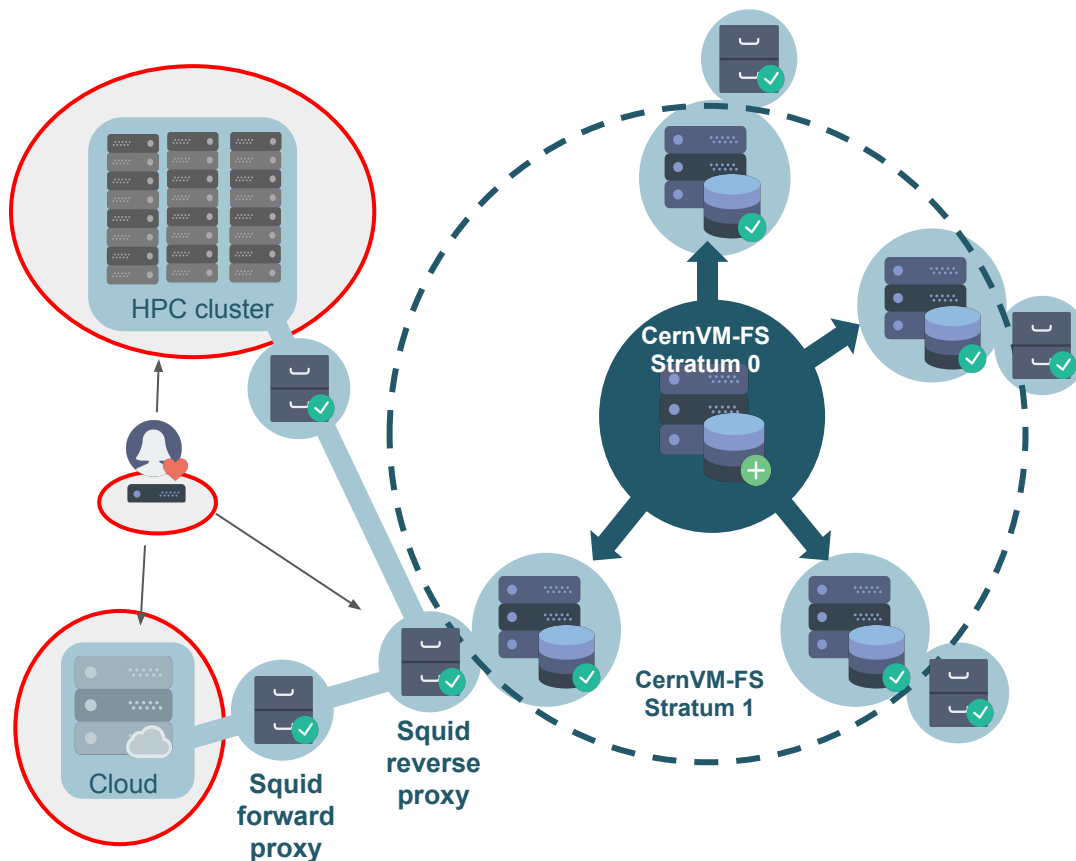 HPC cluster
CernVM-FS
Stratum 0
CernVM-FS
Stratum 1
Squid
reverse
proxy
Cloud
Squid
forward
proxy